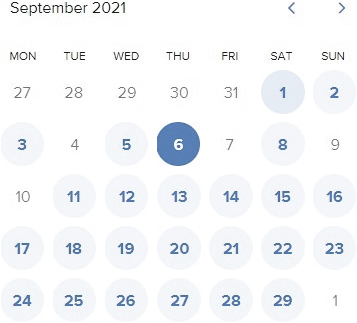 September 2021 < >
MON TUE WED THU FRI SAT SUN
27 28 29 30 31 1 2
3 4 5 6 7 8 9
10 11 12 13 14 15 16
17 18 19 20 21 22 23
24 25 26 27 28 29 1